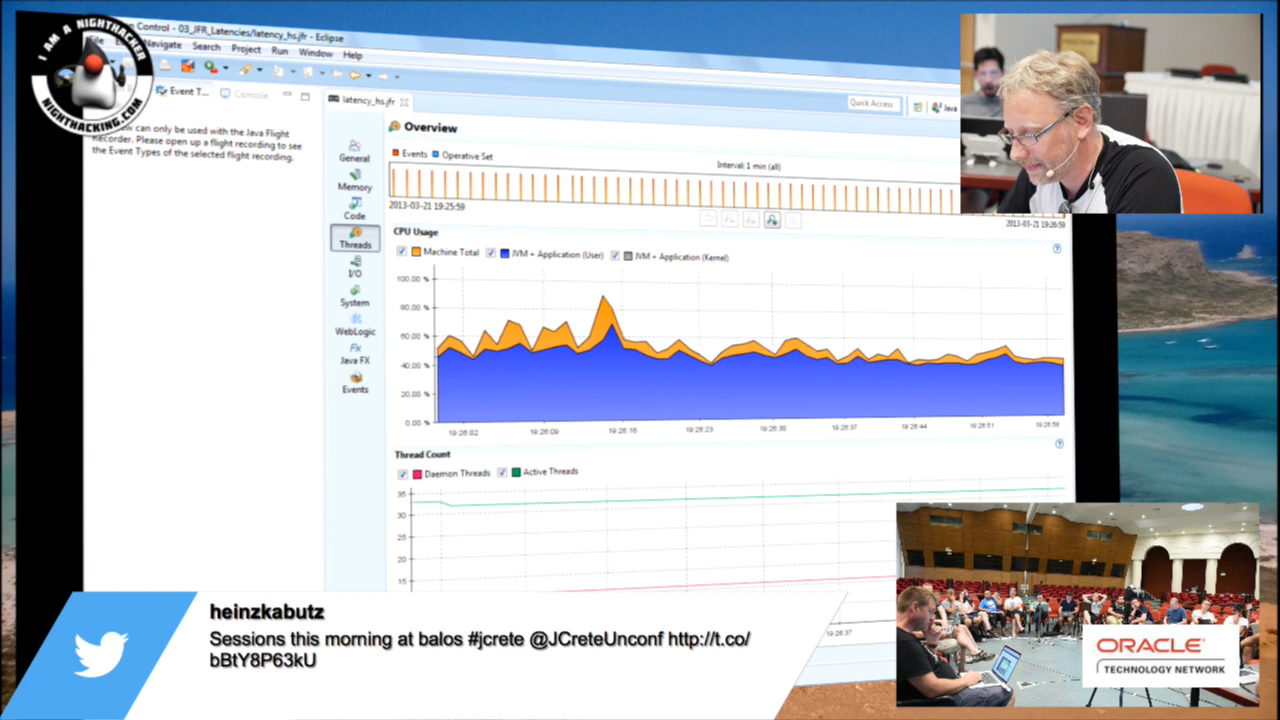 I AM A NIGHTHACKER
NIGHTHACKING.COM
Control - 03_JFR_Latencies/latency_hs.jfr - Eclipse
File
Navigate Search Project Run Window Help
Event T... Console
latency_hs.jfr
Quick Access
Java
can only be used with the Java Flight
Recorder. Please open up a flight recording to see
the Event Types of the selected flight recording.
General
Memory
Code
Threads
I/O
System
WebLogic
Fx
Java FX
Events
Overview
Events Operative Set
Interval: 1 min (all)
2013-03-21 19:25:59
2013-03-21 19:26:59
CPU Usage
Machine Total JVM + Application (User) JVM + Application (Kernel)
100.00 %
80.00 %
60.00 %
40.00 %
20.00 %
0.00 %
19:26:02 19:26:09 19:26:16 19:26:23 19:26:30 19:26:37 19:26:44 19:26:51 19:26:58
Thread Count
Daemon Threads Active Threads
35
30
25
20
15
19:26:37
heinzkabutz
Sessions this morning at balos #jcrete @JCreteUnconf http://t.co/
bBtY8P63kU
ORACLE
TECHNOLOGY NETWORK